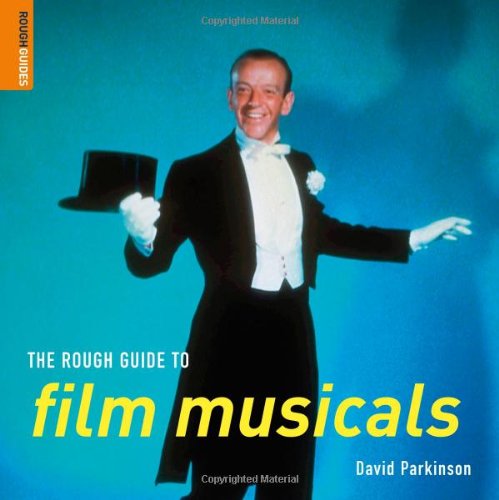 Copyrighted Material
ROUGH GUIDES
THE ROUGH GUIDE TO
film musicals
David Parkinson
Copyrighted Material